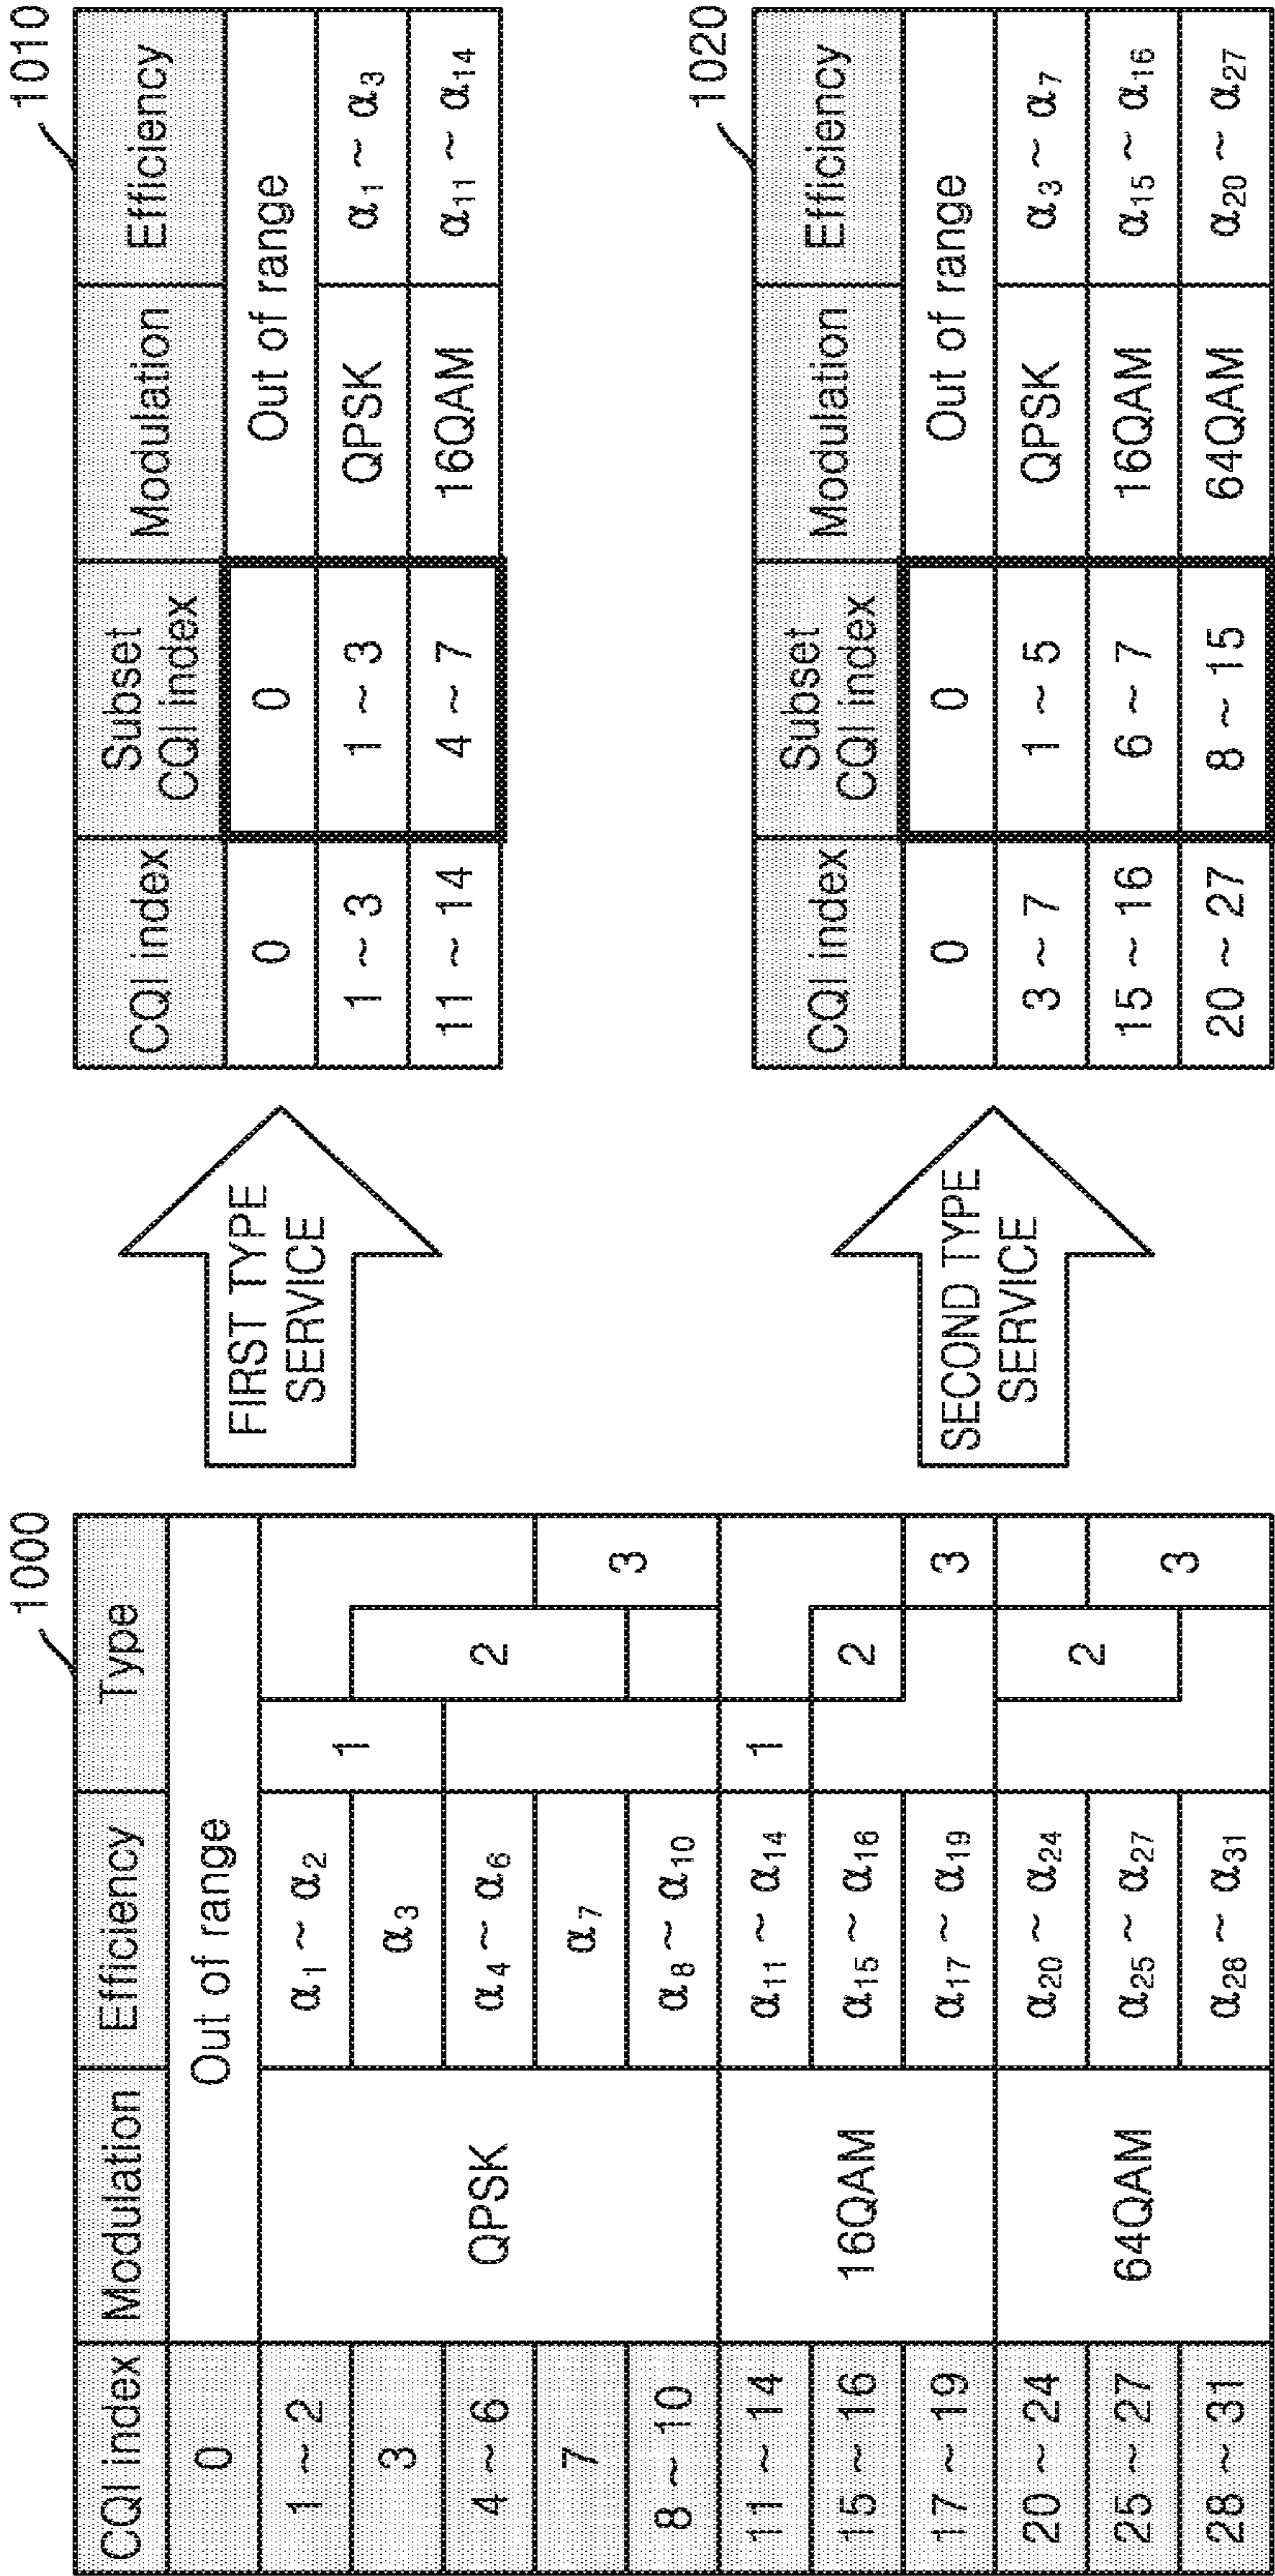 1000
CQI index Modulation Efficiency Type
0 Out of range
1 ~ 2 QPSK α1 ~ α2 1
3 α3 2
4 ~ 6 α4 ~ α6
7 α7 3
8 ~ 10 α8 ~ α10
11 ~ 14 16QAM α11 ~ α14 1
15 ~ 16 α15 ~ α16 2
17 ~ 19 α17 ~ α19 3
20 ~ 24 64QAM α20 ~ α24 2
25 ~ 27 α25 ~ α27 3
28 ~ 31 α28 ~ α31
FIRST TYPE
SERVICE
1010
CQI index Subset
CQI index Modulation Efficiency
0 0 Out of range
1 ~ 3 1 ~ 3 QPSK α1 ~ α3
11 ~ 14 4 ~ 7 16QAM α11 ~ α14
SECOND TYPE
SERVICE
1020
CQI index Subset
CQI index Modulation Efficiency
0 0 Out of range
3 ~ 7 1 ~ 5 QPSK α3 ~ α7
15 ~ 16 6 ~ 7 16QAM α15 ~ α16
20 ~ 27 8 ~ 15 64QAM α20 ~ α27